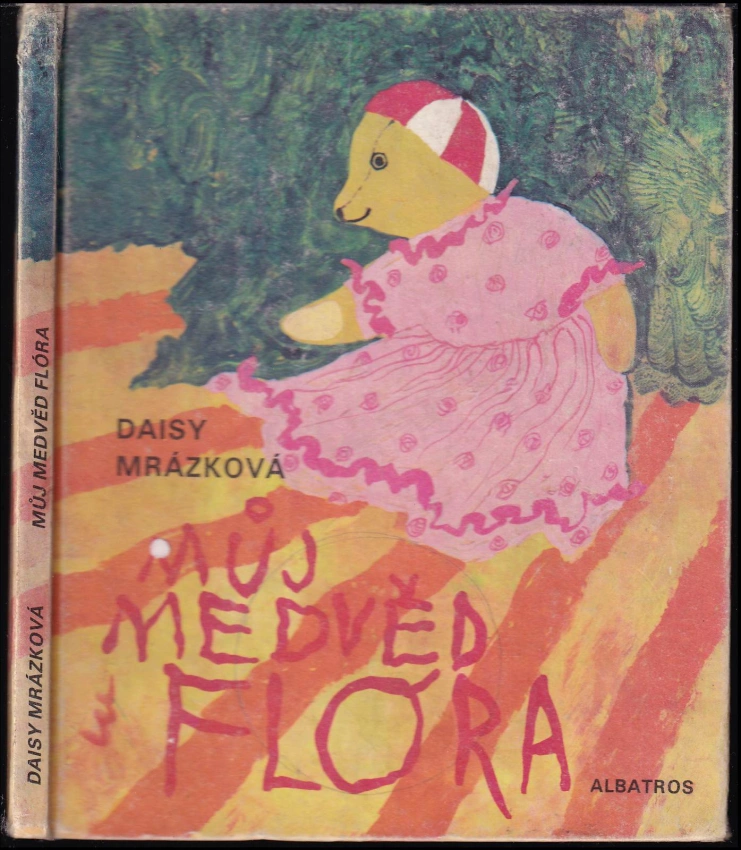 DAISY
MRÁZKOVÁ
MŮJ
MEDVĚD
FLÓRA
ALBATROS
DAISY MRÁZKOVÁ MŮJ MEDVĚD FLÓRA